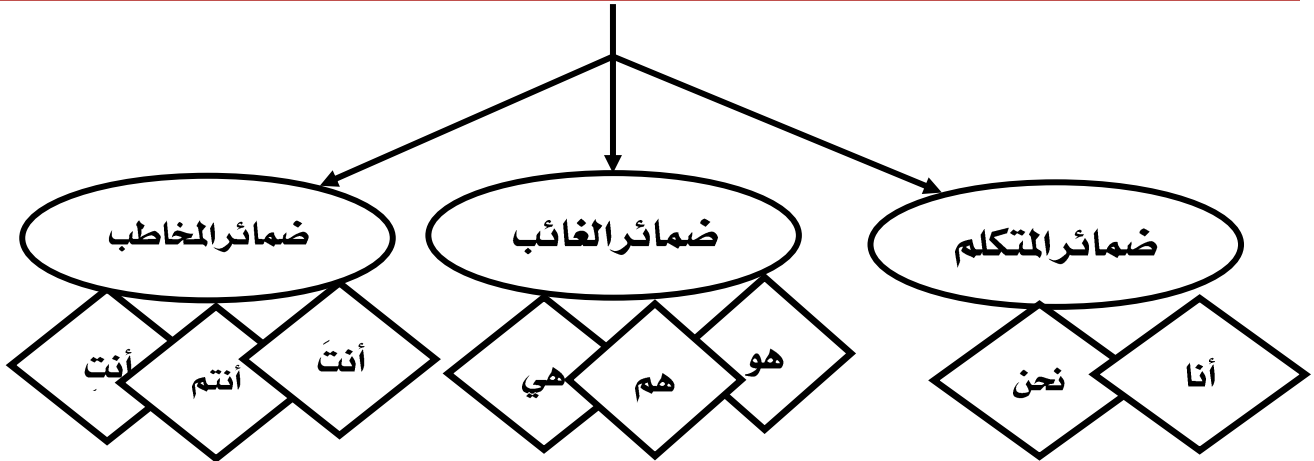 ضمائر المتكلم
أنا
نحن
ضمائر الغائب
هو
هم
هي
ضمائر المخاطب
أنتَ
أنتم
أنتِ